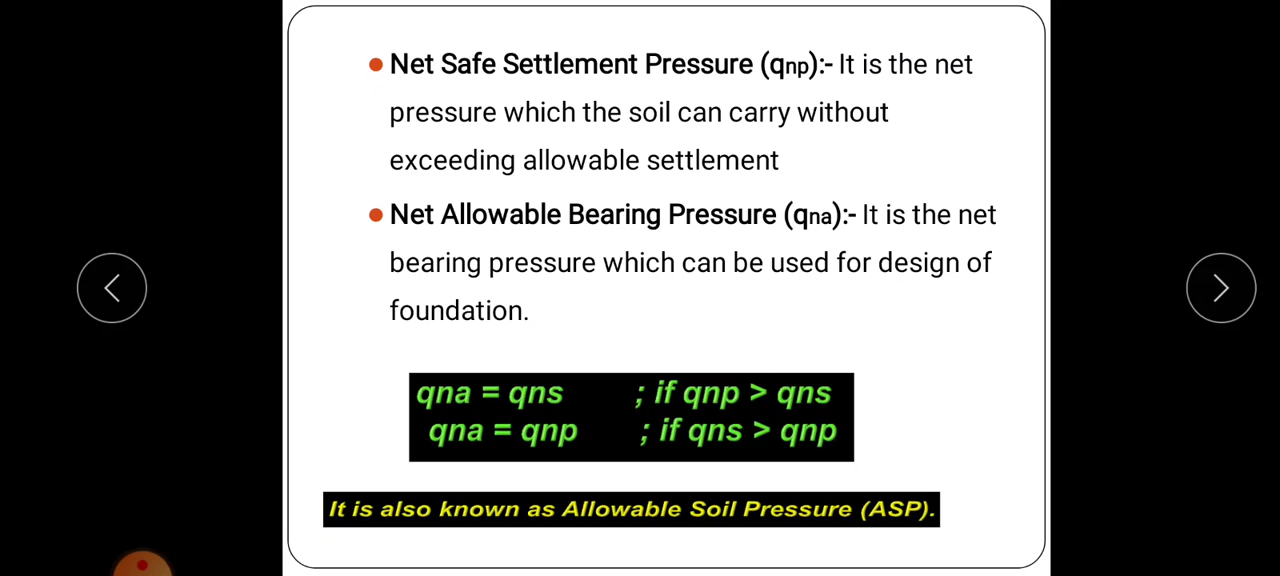 Net Safe Settlement Pressure (qnp):- It is the net
pressure which the soil can carry without
exceeding allowable settlement
Net Allowable Bearing Pressure (qna):- It is the net
bearing pressure which can be used for design of
foundation.
qna = qns ; if qnp > qns
qna = qnp ; if qns > qnp
It is also known as Allowable Soil Pressure (ASP).